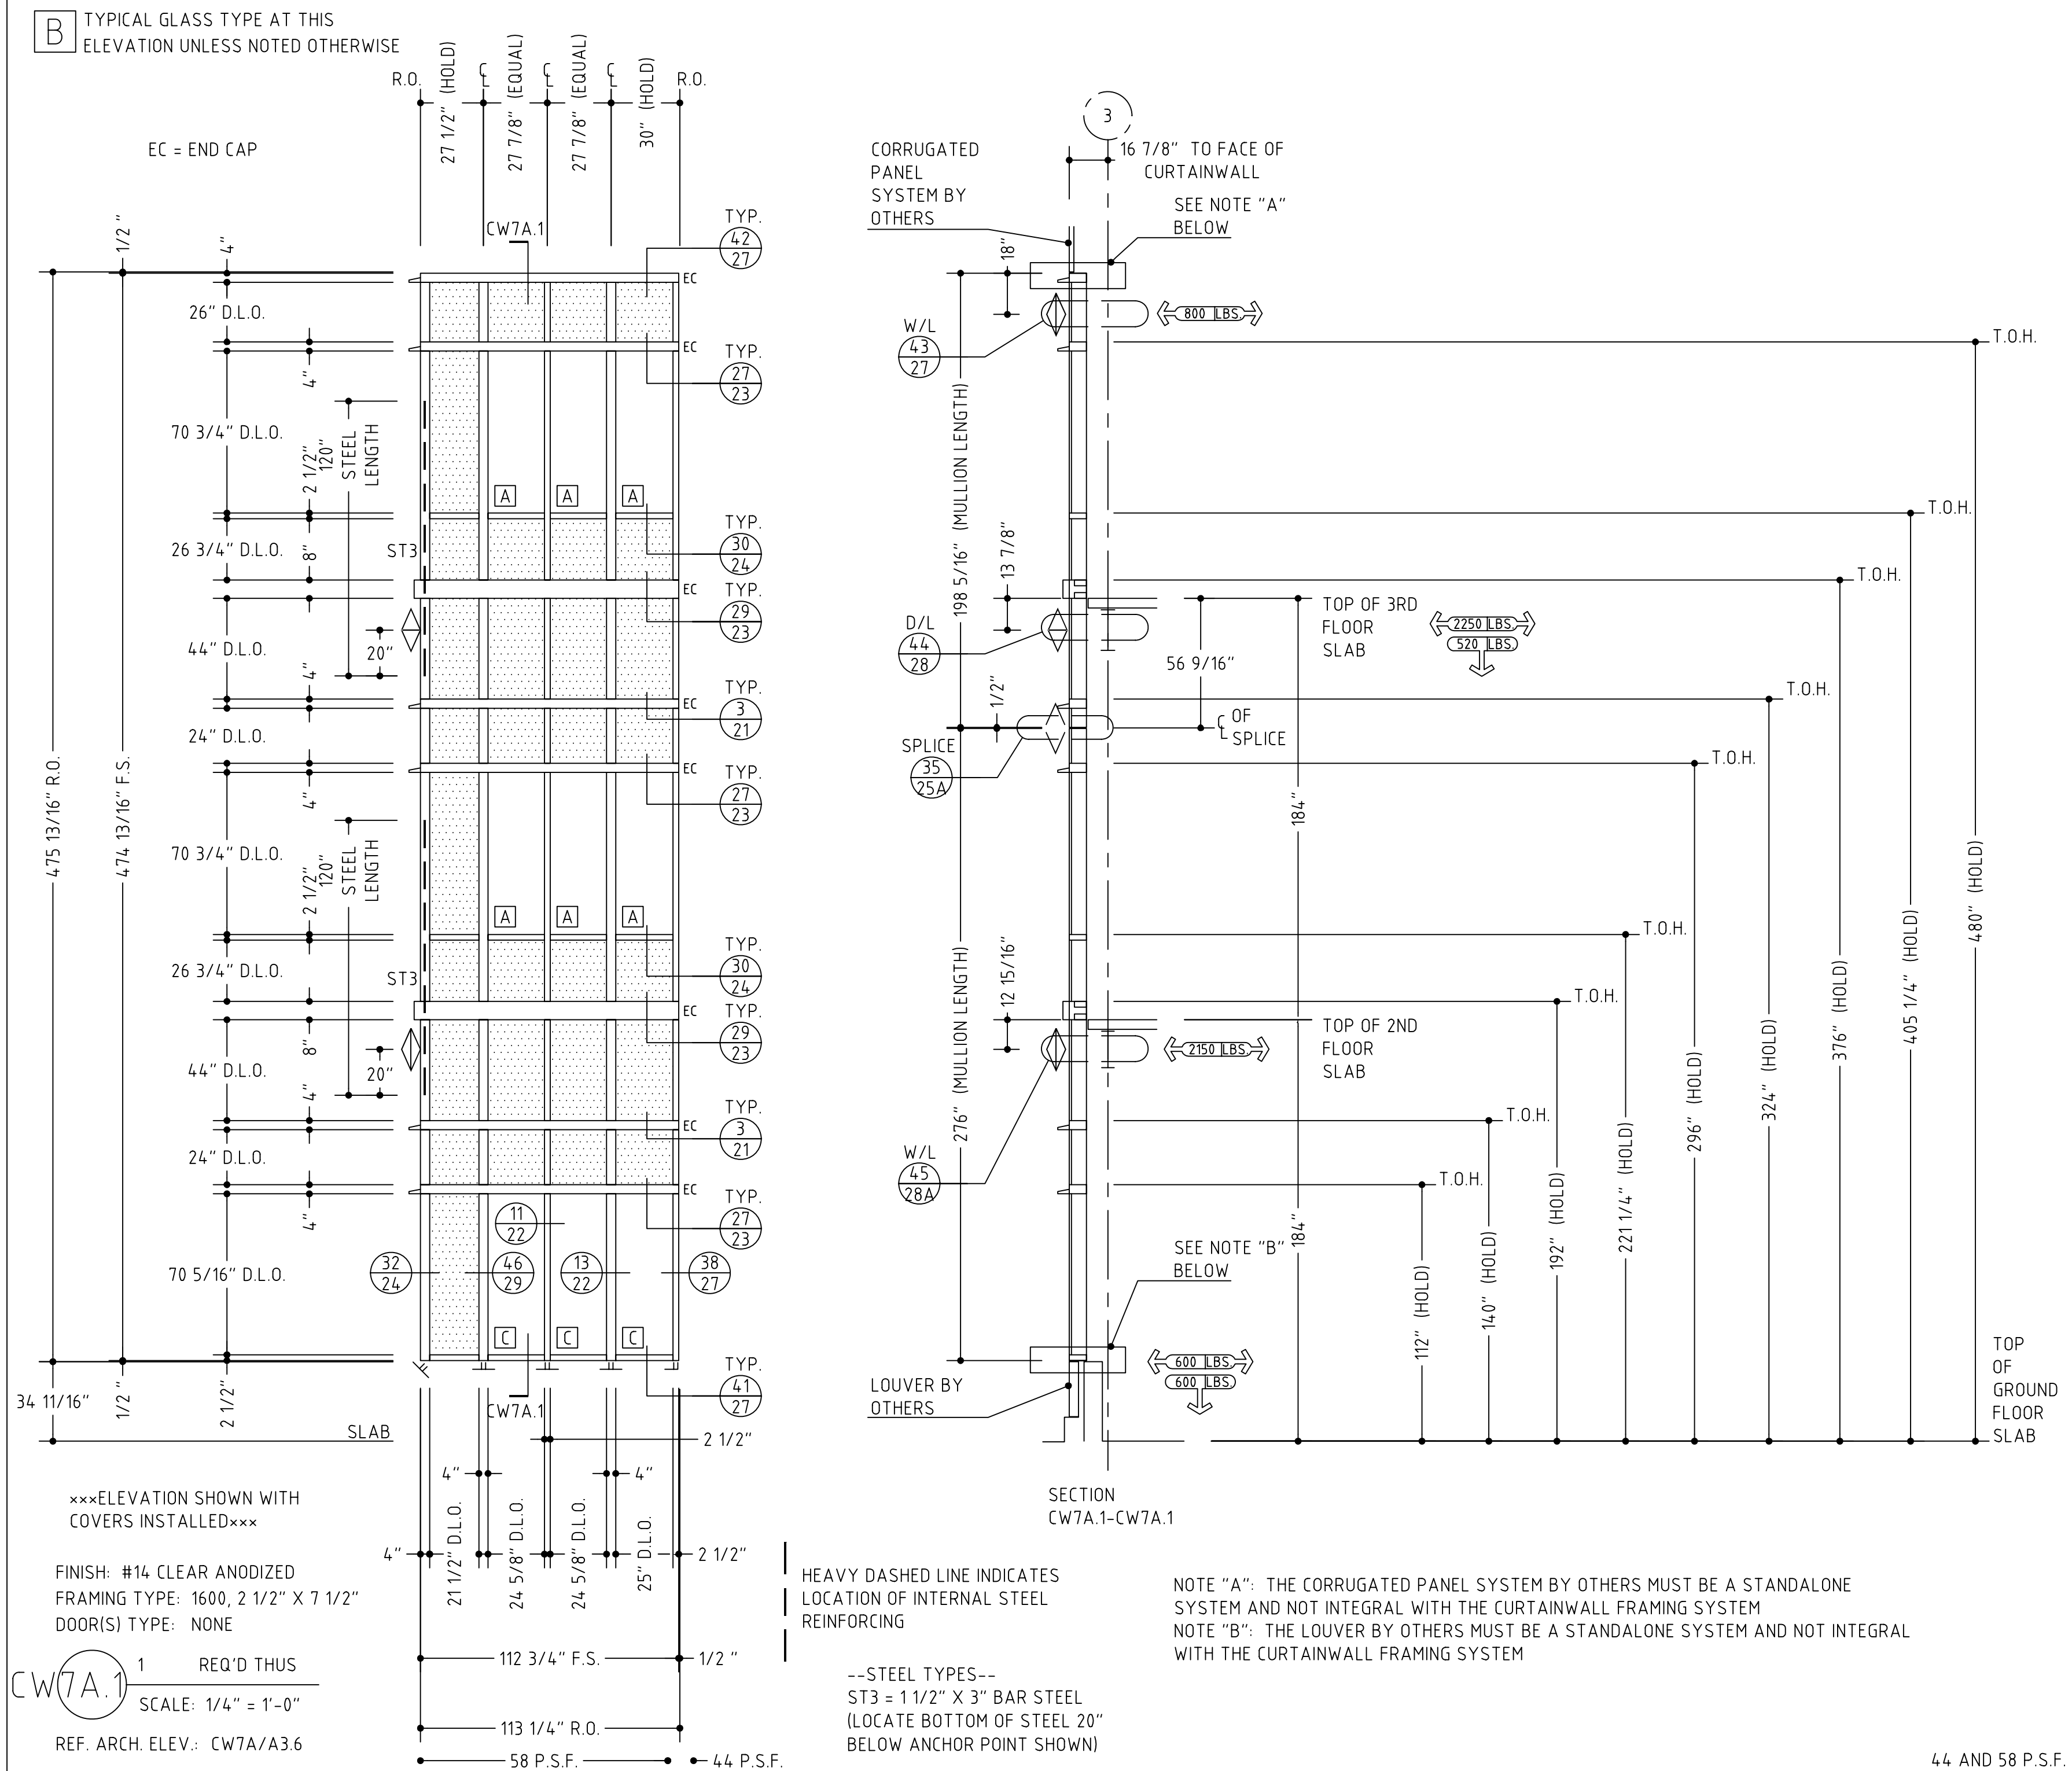 B
TYPICAL GLASS TYPE AT THIS
ELEVATION UNLESS NOTED OTHERWISE
EC = END CAP
R.O.
27 1/2" (HOLD)
℄
27 7/8" (EQUAL)
℄
27 7/8" (EQUAL)
℄
30" (HOLD)
R.O.
CW7A.1
1/2"
4"
26" D.L.O.
4"
70 3/4" D.L.O.
2 1/2"
120"
STEEL
LENGTH
26 3/4" D.L.O.
8"
ST3
44" D.L.O.
20"
4"
24" D.L.O.
4"
475 13/16" R.O.
474 13/16" F.S.
70 3/4" D.L.O.
2 1/2"
120"
STEEL
LENGTH
26 3/4" D.L.O.
ST3
8"
44" D.L.O.
20"
4"
24" D.L.O.
4"
70 5/16" D.L.O.
34 11/16"
1/2"
2 1/2"
SLAB
EC
EC
A
A
A
EC
EC
EC
A
A
A
EC
EC
EC
11
22
32
24
46
29
13
22
38
27
C
C
C
CW7A.1
TYP.
42
27
TYP.
27
23
TYP.
30
24
TYP.
29
23
TYP.
3
21
TYP.
27
23
TYP.
30
24
TYP.
29
23
TYP.
3
21
TYP.
27
23
TYP.
41
27
2 1/2"
4"
4"
4"
21 1/2" D.L.O.
24 5/8" D.L.O.
24 5/8" D.L.O.
25" D.L.O.
2 1/2"
112 3/4" F.S.
1/2"
113 1/4" R.O.
58 P.S.F.
44 P.S.F.
×××ELEVATION SHOWN WITH
COVERS INSTALLED×××
FINISH: #14 CLEAR ANODIZED
FRAMING TYPE: 1600, 2 1/2" X 7 1/2"
DOOR(S) TYPE: NONE
CW7A.1
1 REQ'D THUS
SCALE: 1/4" = 1'-0"
REF. ARCH. ELEV.: CW7A/A3.6
3
16 7/8" TO FACE OF
CURTAINWALL
CORRUGATED
PANEL
SYSTEM BY
OTHERS
SEE NOTE "A"
BELOW
18"
W/L
43
27
800 LBS.
198 5/16" (MULLION LENGTH)
13 7/8"
D/L
44
28
TOP OF 3RD
FLOOR
SLAB
2250 LBS.
520 LBS.
56 9/16"
1/2"
℄ OF
SPLICE
SPLICE
35
25A
184"
276" (MULLION LENGTH)
12 15/16"
TOP OF 2ND
FLOOR
SLAB
2150 LBS.
W/L
45
28A
184"
SEE NOTE "B"
BELOW
LOUVER BY
OTHERS
600 LBS.
600 LBS.
T.O.H.
T.O.H.
T.O.H.
T.O.H.
T.O.H.
T.O.H.
T.O.H.
T.O.H.
T.O.H.
112" (HOLD)
140" (HOLD)
192" (HOLD)
221 1/4" (HOLD)
296" (HOLD)
324" (HOLD)
376" (HOLD)
405 1/4" (HOLD)
480" (HOLD)
TOP
OF
GROUND
FLOOR
SLAB
SECTION
CW7A.1-CW7A.1
HEAVY DASHED LINE INDICATES
LOCATION OF INTERNAL STEEL
REINFORCING
--STEEL TYPES--
ST3 = 1 1/2" X 3" BAR STEEL
(LOCATE BOTTOM OF STEEL 20"
BELOW ANCHOR POINT SHOWN)
NOTE "A": THE CORRUGATED PANEL SYSTEM BY OTHERS MUST BE A STANDALONE
SYSTEM AND NOT INTEGRAL WITH THE CURTAINWALL FRAMING SYSTEM
NOTE "B": THE LOUVER BY OTHERS MUST BE A STANDALONE SYSTEM AND NOT INTEGRAL
WITH THE CURTAINWALL FRAMING SYSTEM
44 AND 58 P.S.F.